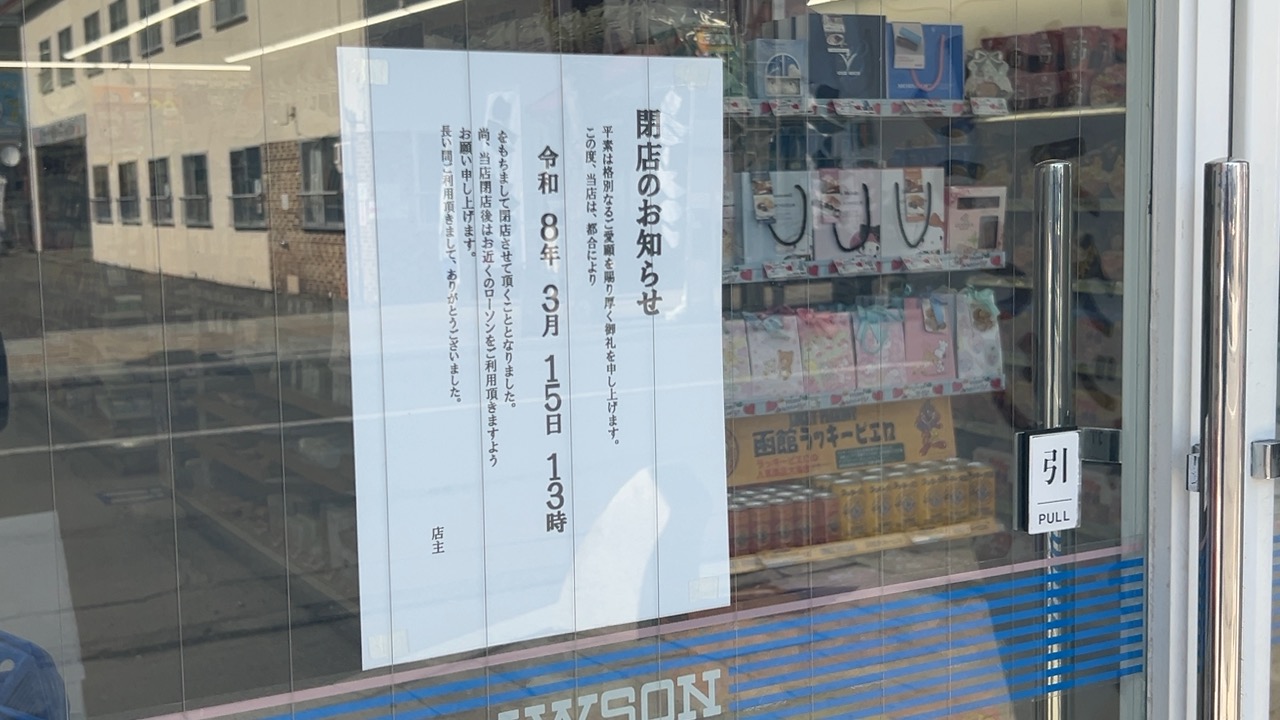 閉店のお知らせ
平素は格別なるご愛顧を賜り厚く御礼を申し上げます。
この度、当店は、都合により
令和 8年 3月 15日 13時
をもちまして閉店させて頂くこととなりました。
尚、当店閉店後はお近くのローソンをご利用頂きますよう
お願い申し上げます。
長い間ご利用頂きまして、ありがとうございました。
店主
函館ラッキーピエロ
引
PULL
WSON